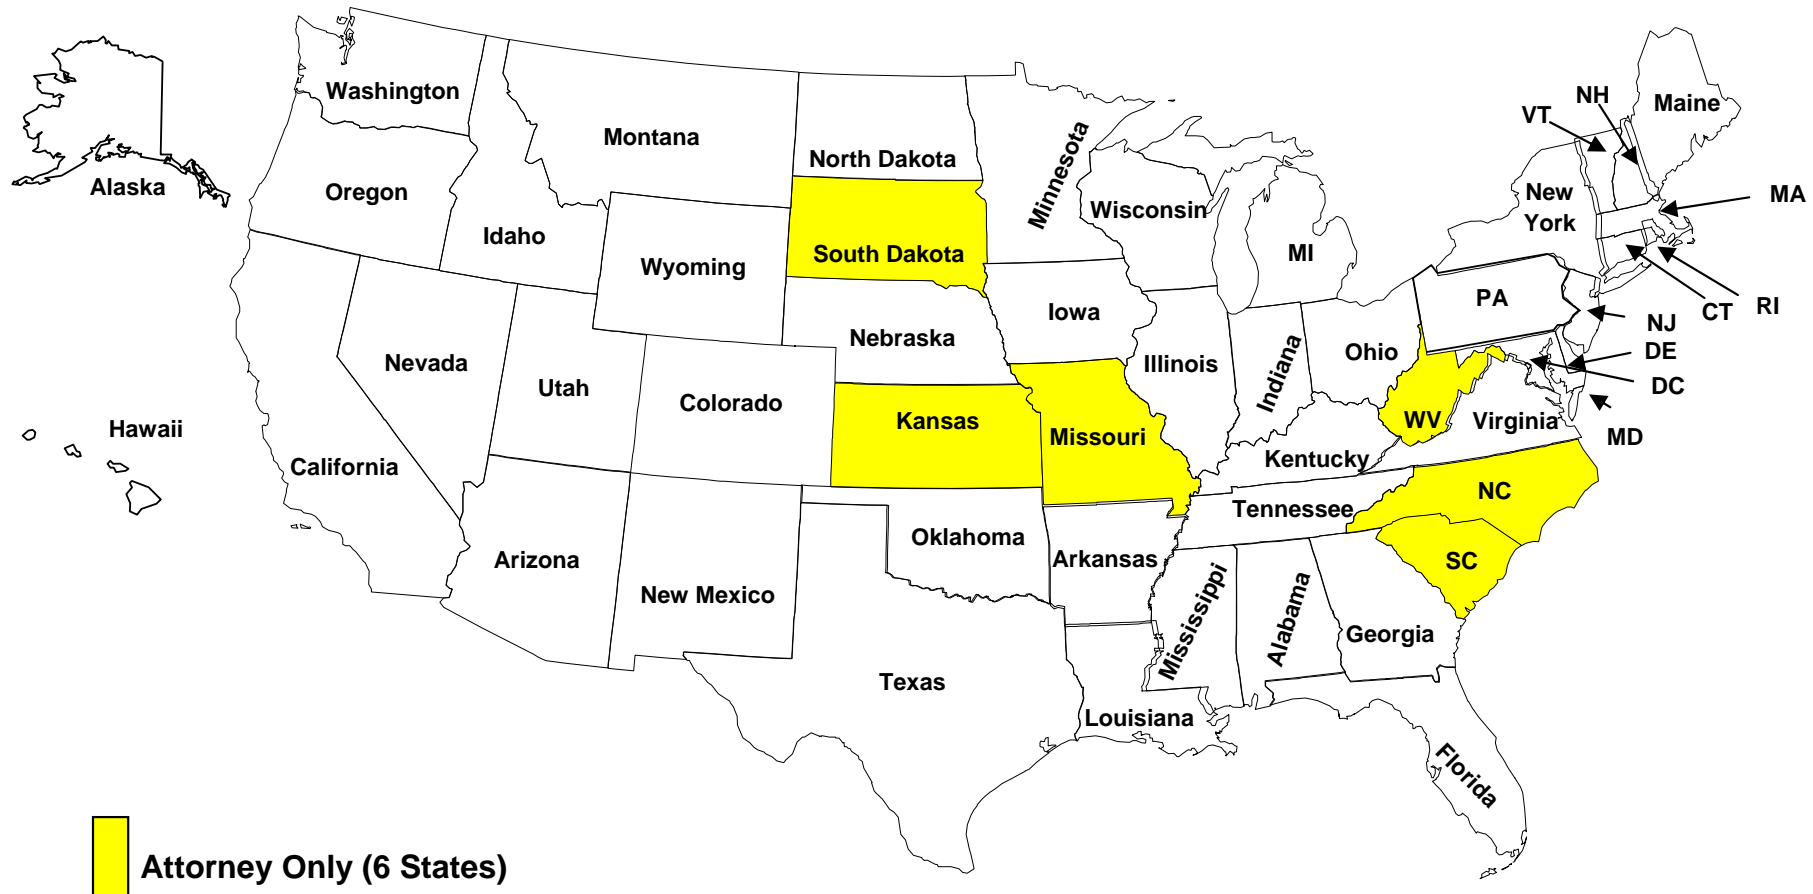 Washington
Montana
North Dakota
Minnesota
Wisconsin
MI
New
York
VT
NH
Maine
MA
RI
CT
NJ
DE
DC
MD
Alaska
Oregon
Idaho
Wyoming
South Dakota
Iowa
Nebraska
Illinois
Indiana
Ohio
PA
WV
Virginia
Hawaii
California
Nevada
Utah
Colorado
Kansas
Missouri
Kentucky
Tennessee
NC
SC
Arizona
New Mexico
Oklahoma
Arkansas
Mississippi
Alabama
Georgia
Texas
Louisiana
Florida
Attorney Only (6 States)